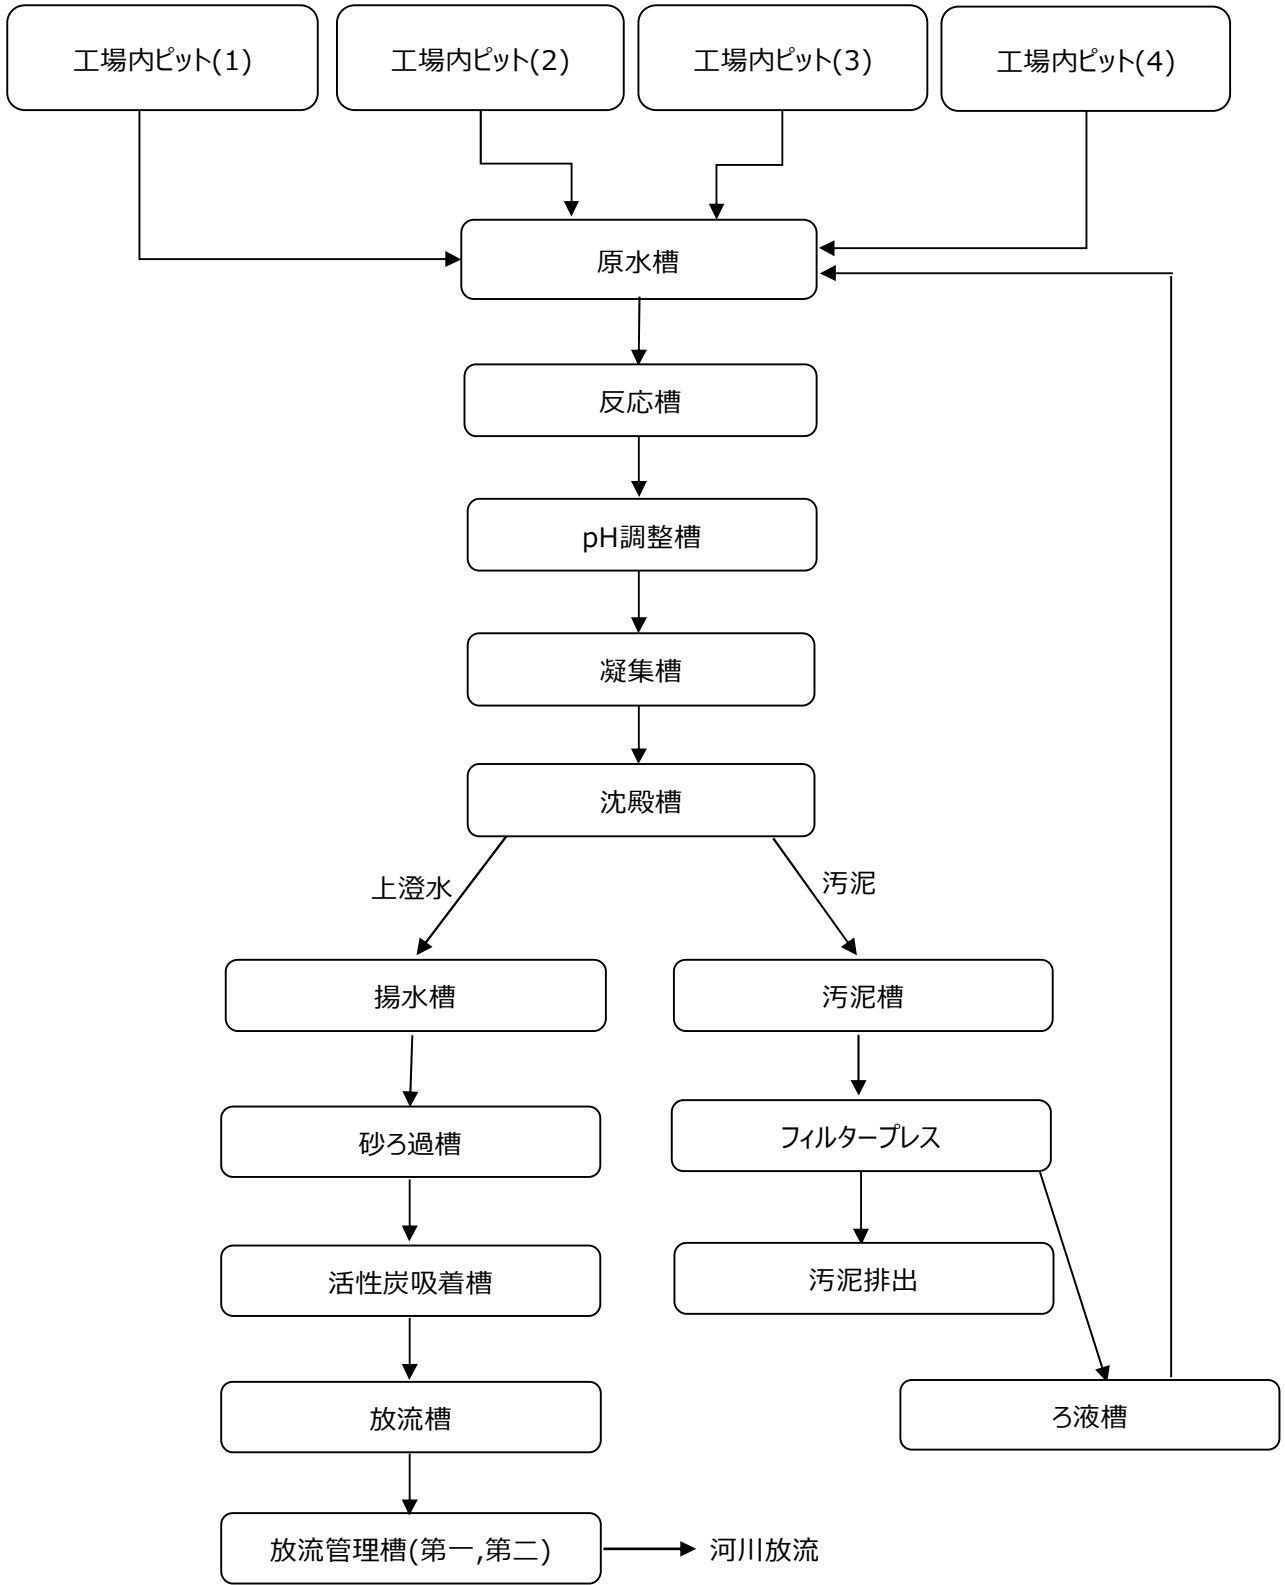 工場内ピット(1)
工場内ピット(2)
工場内ピット(3)
工場内ピット(4)
原水槽
反応槽
pH調整槽
凝集槽
沈殿槽
上澄水
汚泥
揚水槽
汚泥槽
砂ろ過槽
フィルタープレス
活性炭吸着槽
汚泥排出
放流槽
ろ液槽
放流管理槽(第一,第二)
河川放流